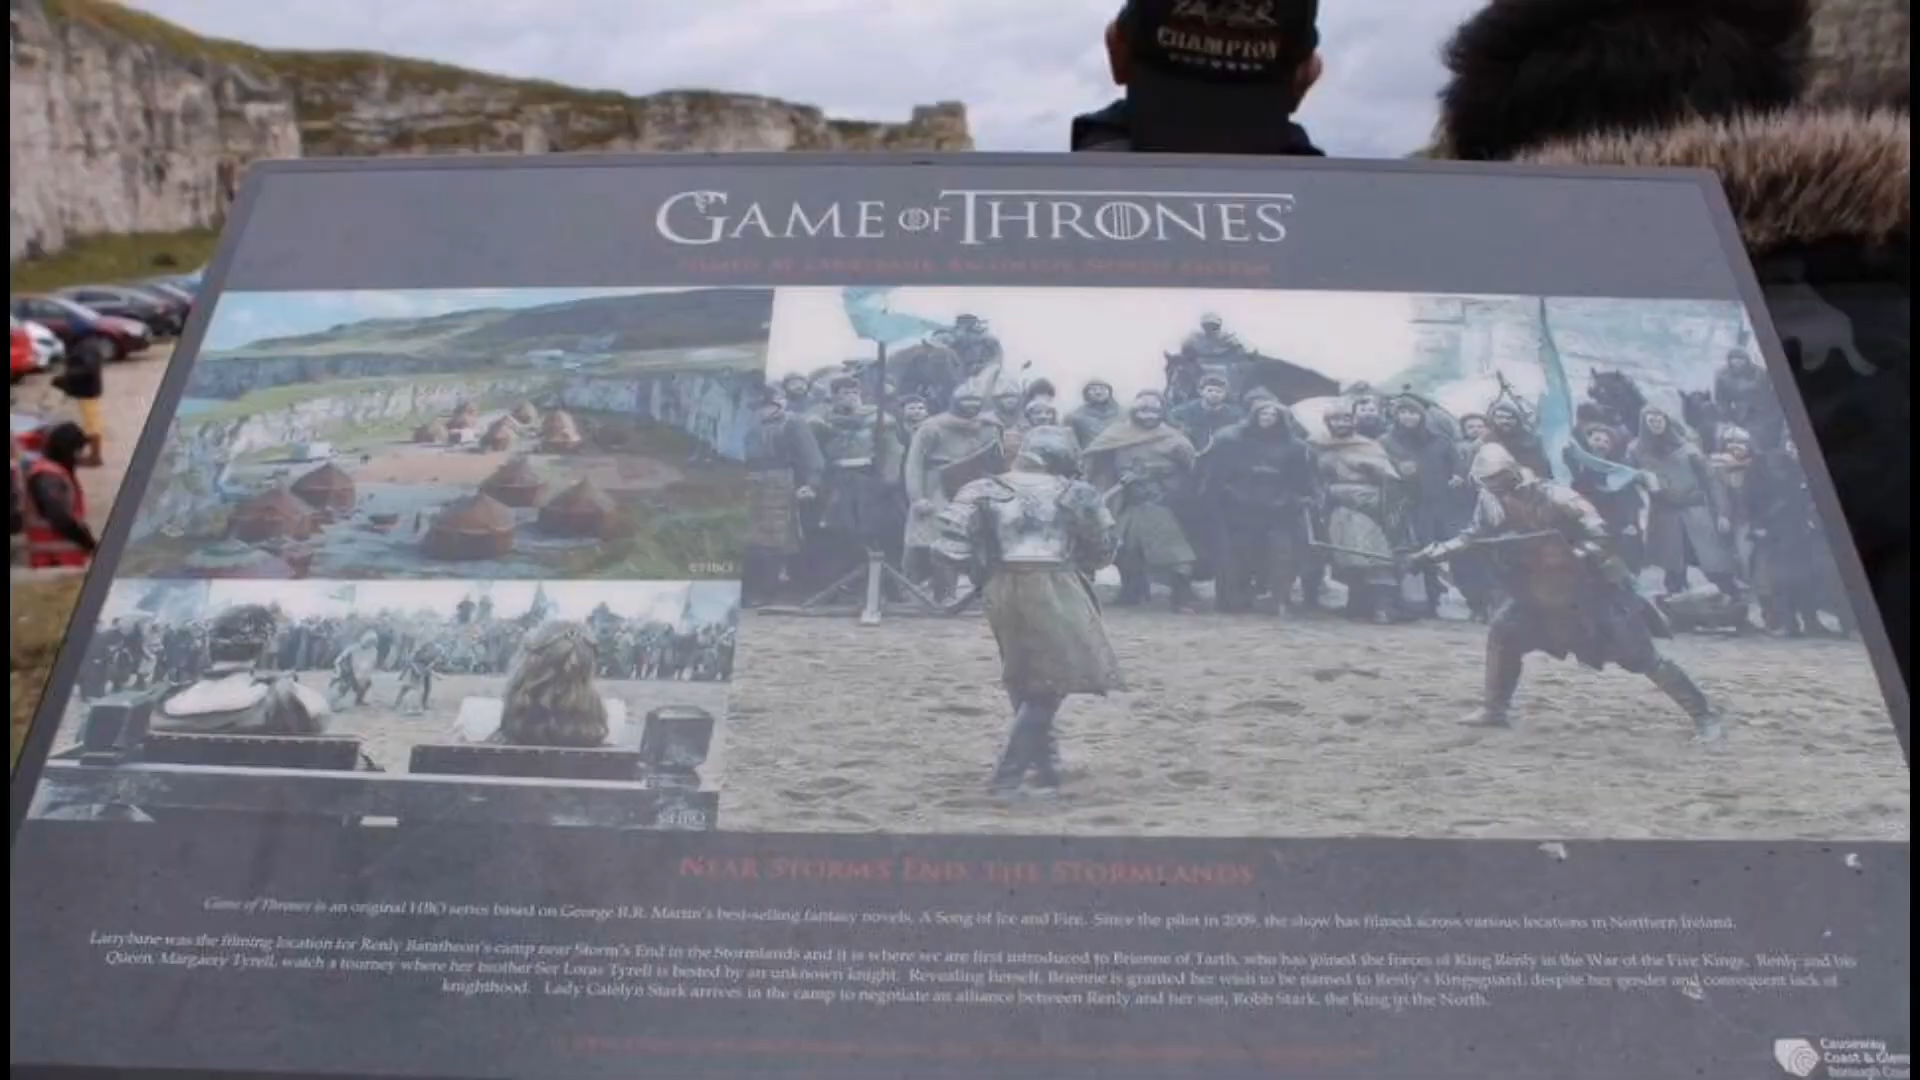 CHAMPION
GAME OF THRONES
FILMED AT LARRYBANE,
©HBO
©HBO
NEAR STORM'S END, THE STORMLANDS
Game of Thrones is an original HBO series based on George R.R. Martin's best-selling fantasy novels, A Song of Ice and Fire. Since the pilot in 2009, the show has filmed across various locations in Northern Ireland.
Larrybane was the filming location for Renly Baratheon's camp near Storm's End in the Stormlands and it is where we are first introduced to Brienne of Tarth, who has joined the forces of King Renly in the War of the Five Kings. Renly and his
Queen, Margaery Tyrell, watch a tourney where her brother Ser Loras Tyrell is bested by an unknown knight. Revealing herself, Brienne is granted her wish to be named to Renly's Kingsguard, despite her gender and consequent lack of
knighthood. Lady Catelyn Stark arrives in the camp to negotiate an alliance between Renly and her son, Robb Stark, the King in the North.
Causeway
Coast & Glens
Borough Coun